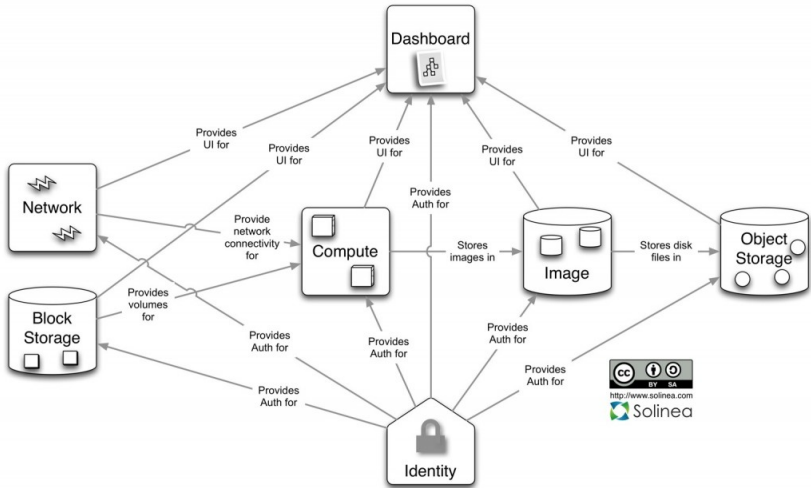 Dashboard
Provides
UI for
Provides
UI for
Provides
UI for
Provides
UI for
Provides
UI for
Provides
Auth for
Network
Provide
network
connectivity
for
Compute
Stores
images in
Image
Stores disk
files in
Object
Storage
Block
Storage
Provides
volumes
for
Provides
Auth for
Provides
Auth for
Provides
Auth for
Provides
Auth for
Provides
Auth for
Identity
cc
BY SA
http://www.solinea.com
Solinea